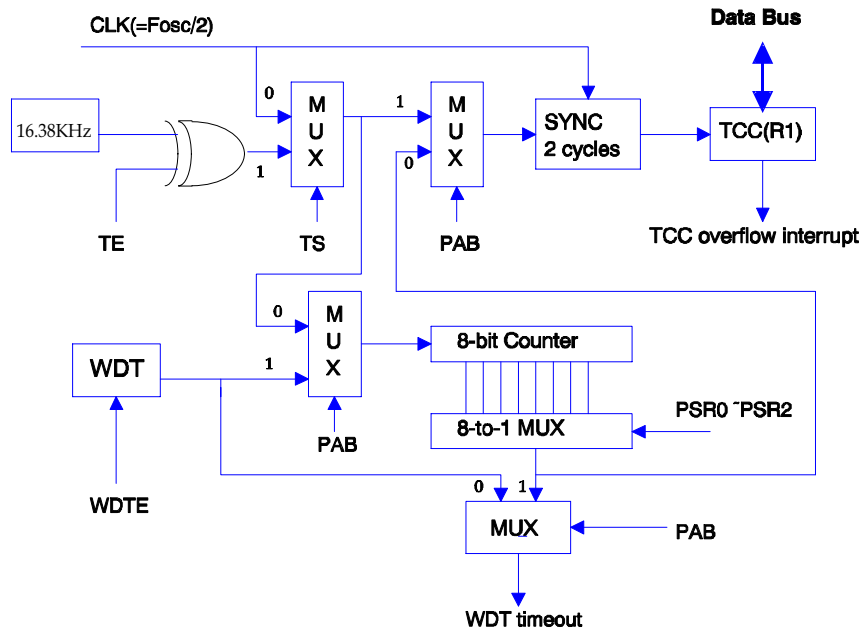 CLK(=Fosc/2)
Data Bus
0
M
U
X
1
M
U
X
0
16.38KHz
1
SYNC
2 cycles
TCC(R1)
TE
TS
PAB
TCC overflow interrupt
0
M
U
X
8-bit Counter
WDT
1
PSR0 ~PSR2
8-to-1 MUX
PAB
WDTE
0
1
MUX
PAB
WDT timeout